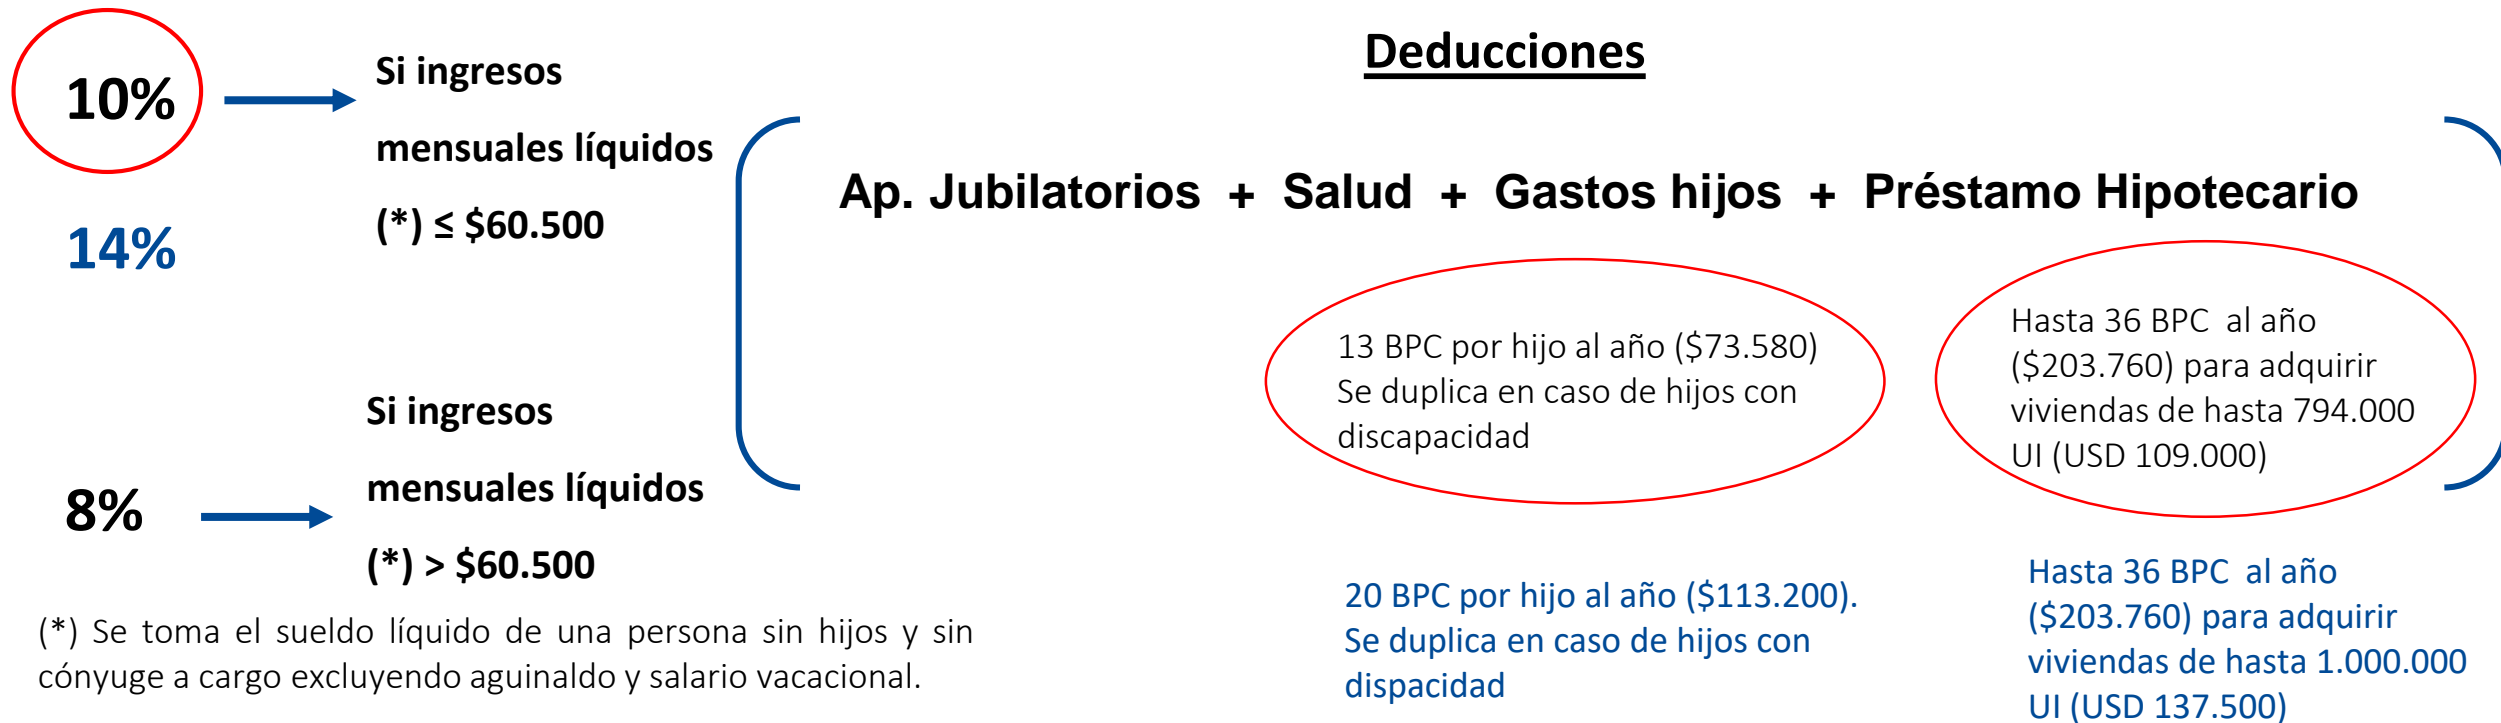 Deducciones
10%
14%
Si ingresos
mensuales líquidos
(*) ≤ $60.500
8%
Si ingresos
mensuales líquidos
(*) > $60.500
(*) Se toma el sueldo líquido de una persona sin hijos y sin
cónyuge a cargo excluyendo aguinaldo y salario vacacional.
Ap. Jubilatorios + Salud + Gastos hijos + Préstamo Hipotecario
13 BPC por hijo al año ($73.580)
Se duplica en caso de hijos con
discapacidad
Hasta 36 BPC al año
($203.760) para adquirir
viviendas de hasta 794.000
UI (USD 109.000)
20 BPC por hijo al año ($113.200).
Se duplica en caso de hijos con
dispacidad
Hasta 36 BPC al año
($203.760) para adquirir
viviendas de hasta 1.000.000
UI (USD 137.500)